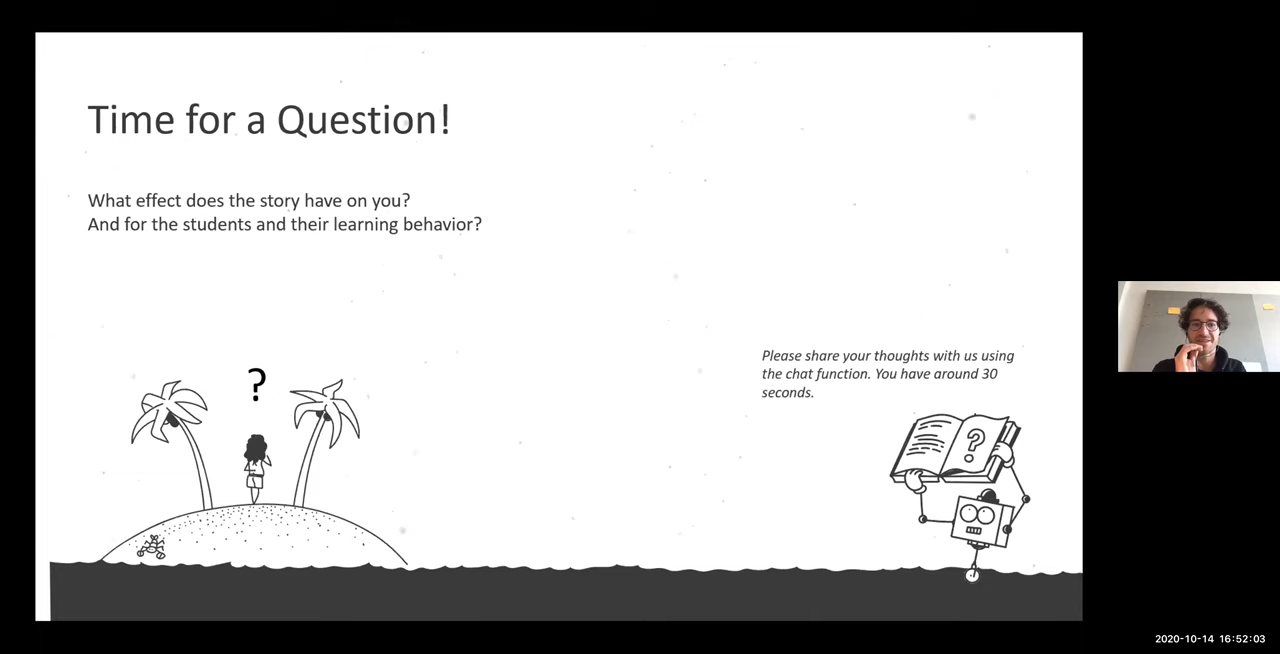 Time for a Question!
What effect does the story have on you?
And for the students and their learning behavior?
?
Please share your thoughts with us using
the chat function. You have around 30
seconds.
?
2020-10-14 16:52:03